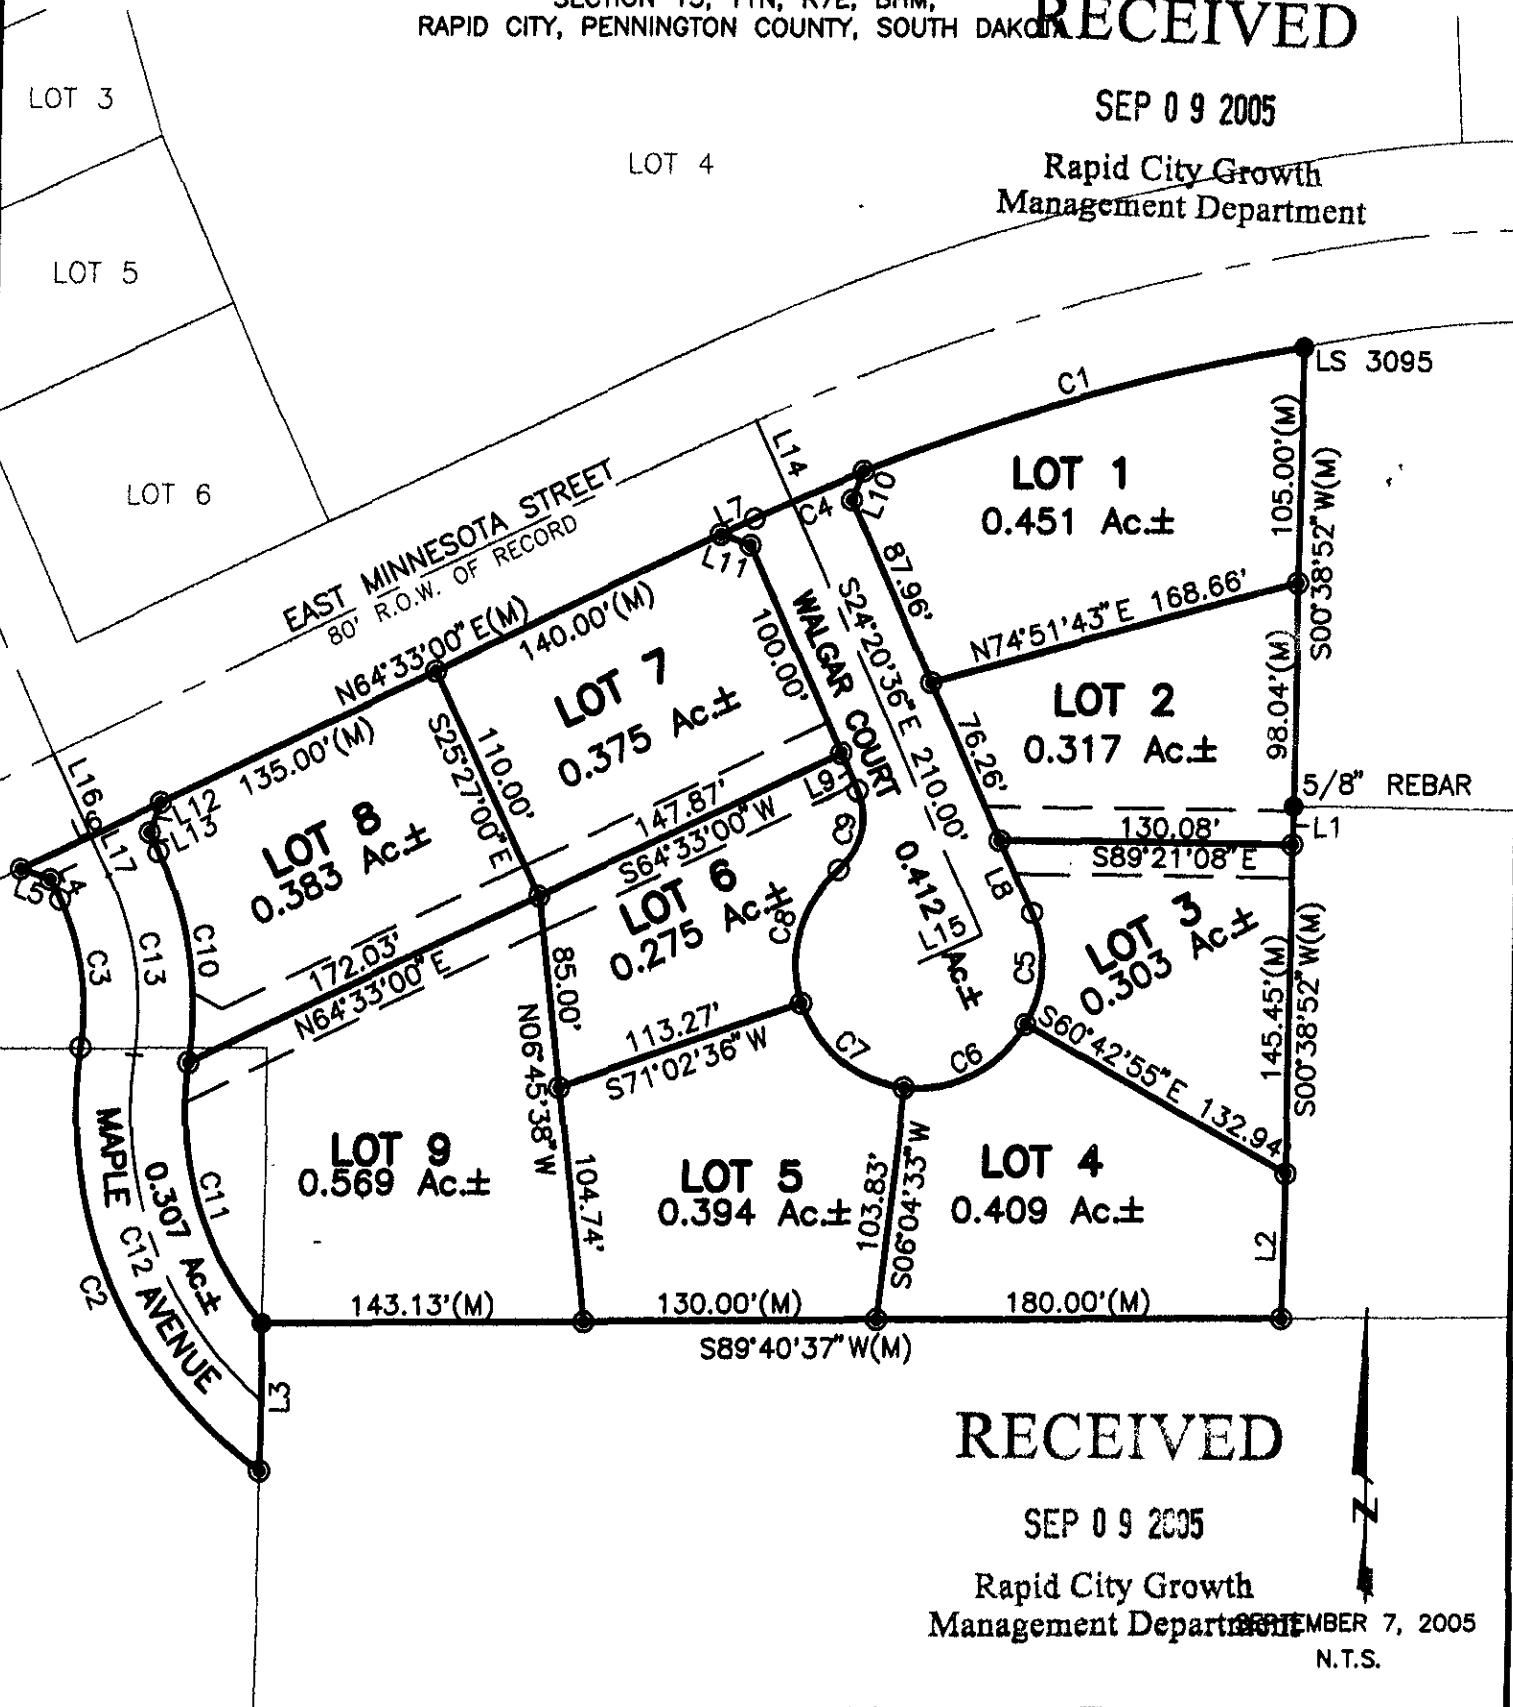 RAPID CITY, PENNINGTON COUNTY, SOUTH
RECEIVED
SEP 0 9 2005
Rapid City Growth
Management Department
LOT 3
LOT 4
LOT 5
LOT 6
LS 3095
C1
L14
L10
C4
L7
L11
EAST MINNESOTA STREET
80' R.O.W. OF RECORD
LOT 1
0.451 Ac.±
105.00'(M)
S00°38'52"W(M)
87.96'
N74°51'43"E 168.66'
N64°33'00"E(M)
140.00'(M)
135.00'(M)
100.00'
WALGAR COURT
S24°20'36"E 210.00'
0.412 Ac.±
L15
LOT 2
0.317 Ac.±
98.04'(M)
76.26'
5/8" REBAR
L1
130.08'
S89°21'08"E
LOT 7
0.375 Ac.±
S25°27'00"E
110.00'
147.87'
S64°33'00"W
L9
C9
L16
L12
L13
L6
L17
L5
L4
LOT 8
0.383 Ac.±
172.03'
N64°33'00"E
LOT 6
0.275 Ac.±
C8
L8
C5
LOT 3
0.303 Ac.±
145.45'(M)
S00°38'52"W(M)
C3
C13
C10
85.00'
N06°45'38"W
113.27'
S71°02'36"W
C7
C6
S60°42'55"E 132.94'
MAPLE AVENUE
0.307 Ac.±
C11
C12
C2
LOT 9
0.569 Ac.±
104.74'
LOT 5
0.394 Ac.±
103.83'
S06°04'33"W
LOT 4
0.409 Ac.±
L2
143.13'(M)
130.00'(M)
180.00'(M)
S89°40'37"W(M)
L3
RECEIVED
SEP 0 9 2005
Rapid City Growth
Management Department
N
SEPTEMBER 7, 2005
N.T.S.